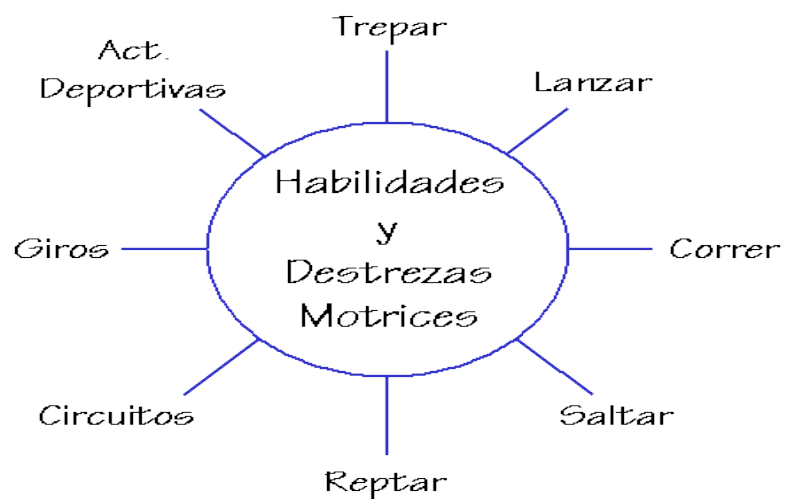 Trepar
Act.
Deportivas
Lanzar
Habilidades
y
Destrezas
Motrices
Giros
Correr
Circuitos
Saltar
Reptar